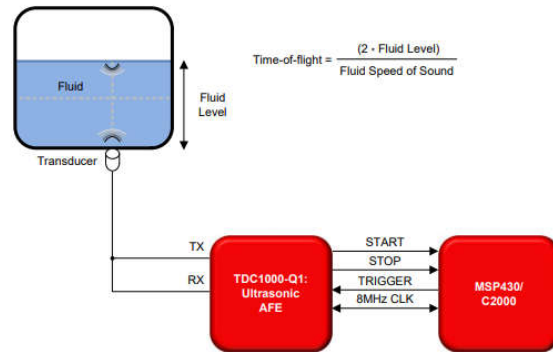 Time-of-flight = (2 • Fluid Level)
Fluid Speed of Sound
Fluid
Fluid
Level
Transducer
TX
RX
TDC1000-Q1:
Ultrasonic
AFE
START
STOP
TRIGGER
8MHz CLK
MSP430/
C2000